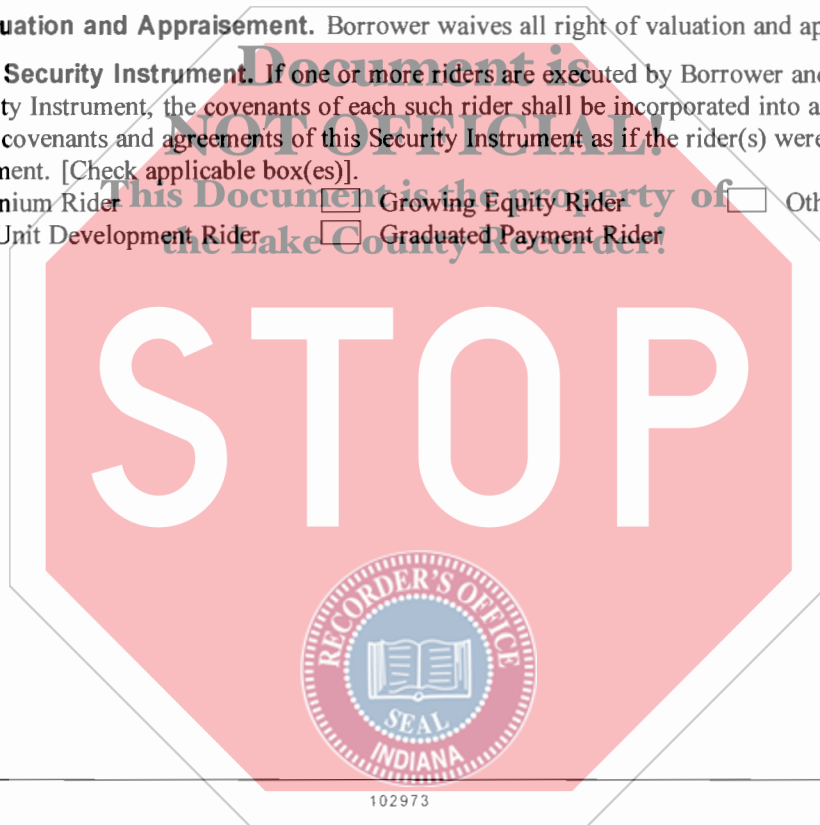 uation and Appraisement. Borrower waives all right of valuation and ap
Document is
Security Instrument. If one or more riders are executed by Borrower and
ty Instrument, the covenants of each such rider shall be incorporated into a
NOT OFFICIAL!
covenants and agreements of this Security Instrument as if the rider(s) were
ment. [Check applicable box(es)].
This Document is the property of
nium Rider Growing Equity Rider Oth
Unit Development Rider Graduated Payment Rider
the Lake County Recorder!
STOP
RECORDER'S OFFICE
SEAL
INDIANA
102973